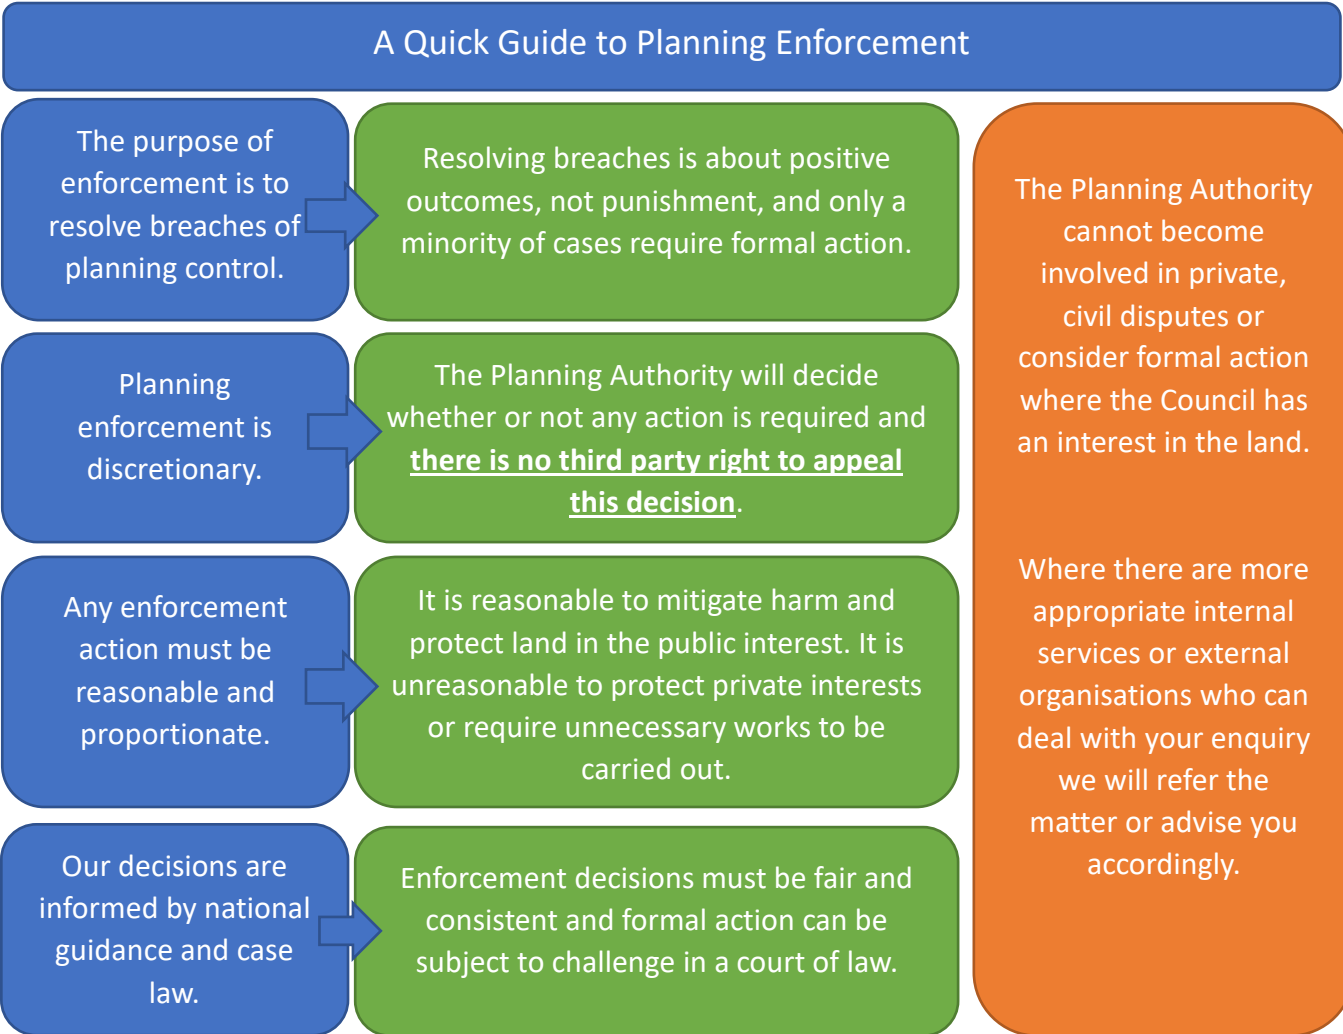 A Quick Guide to Planning Enforcement
The purpose of
enforcement is to
resolve breaches of
planning control.
Resolving breaches is about positive
outcomes, not punishment, and only a
minority of cases require formal action.
Planning
enforcement is
discretionary.
The Planning Authority will decide
whether or not any action is required and
there is no third party right to appeal
this decision.
Any enforcement
action must be
reasonable and
proportionate.
It is reasonable to mitigate harm and
protect land in the public interest. It is
unreasonable to protect private interests
or require unnecessary works to be
carried out.
Our decisions are
informed by national
guidance and case
law.
Enforcement decisions must be fair and
consistent and formal action can be
subject to challenge in a court of law.
The Planning Authority
cannot become
involved in private,
civil disputes or
consider formal action
where the Council has
an interest in the land.
Where there are more
appropriate internal
services or external
organisations who can
deal with your enquiry
we will refer the
matter or advise you
accordingly.